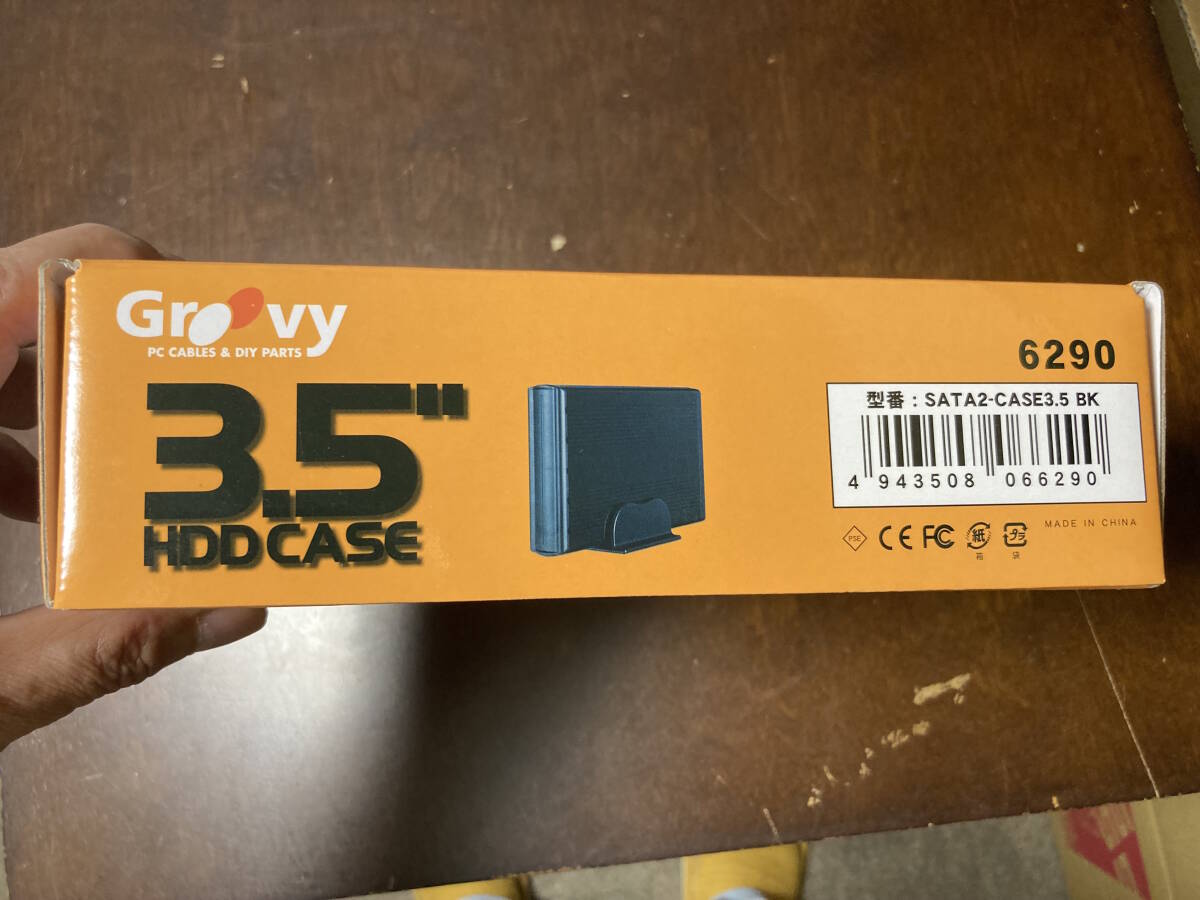 Groovy
PC CABLES & DIY PARTS
3.5"
HDD CASE
6290
型番：SATA2-CASE3.5 BK
4 943508 066290
PSE CE FC 紙 プラ
箱 袋
MADE IN CHINA